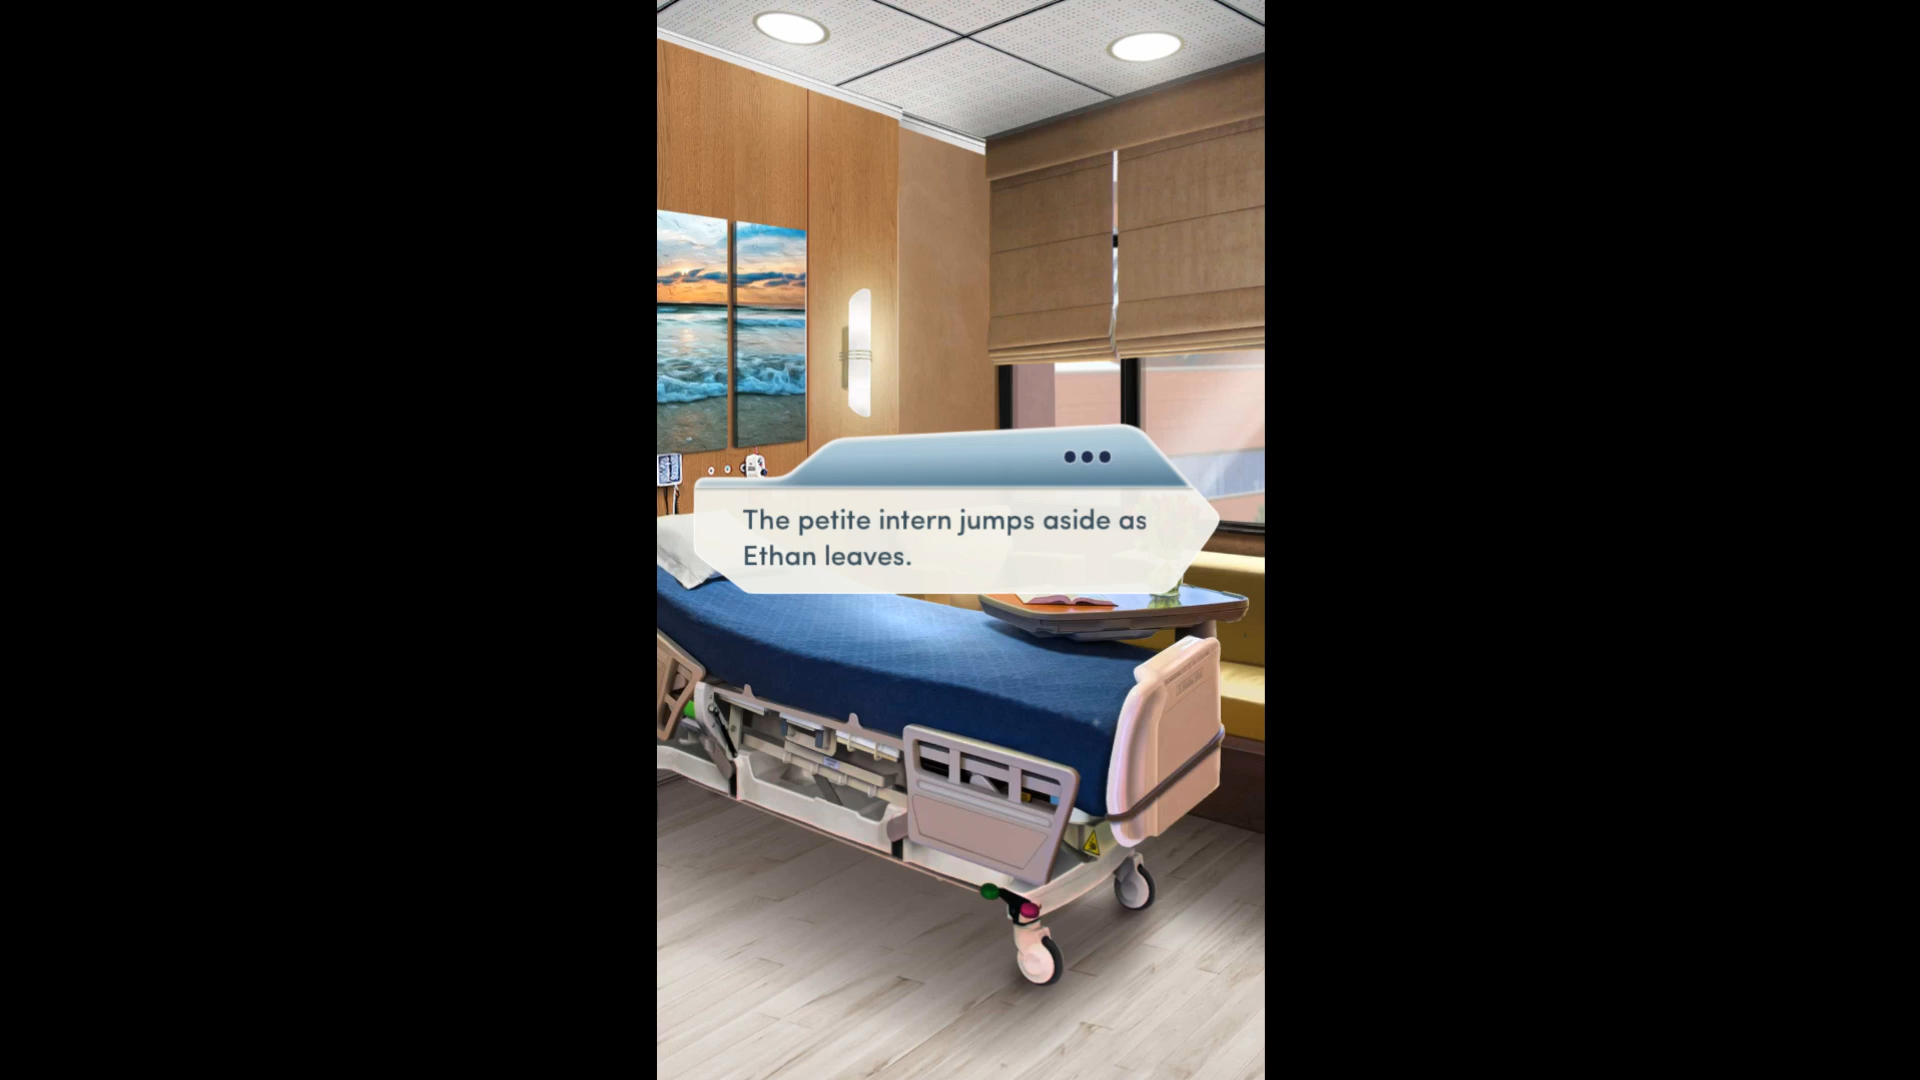 The petite intern jumps aside as
Ethan leaves.